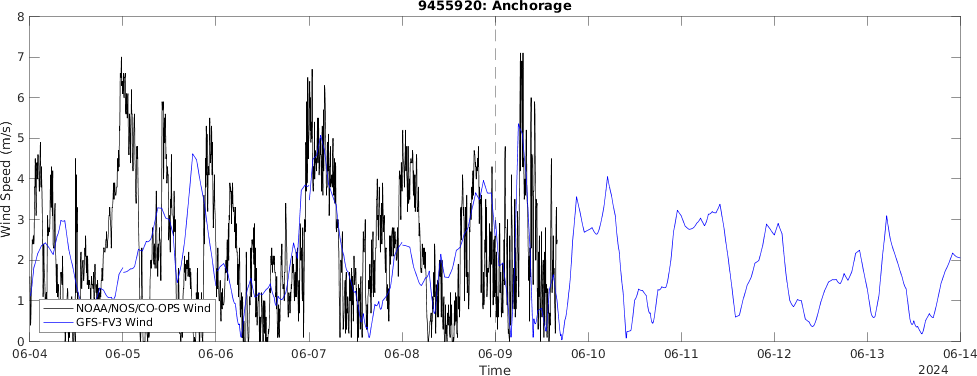 9455920: Anchorage
8
7
6
5
4
3
2
1
0
Wind Speed (m/s)
NOAA/NOS/CO-OPS Wind
GFS-FV3 Wind
06-04 06-05 06-06 06-07 06-08 06-09 06-10 06-11 06-12 06-13 06-14
Time
2024